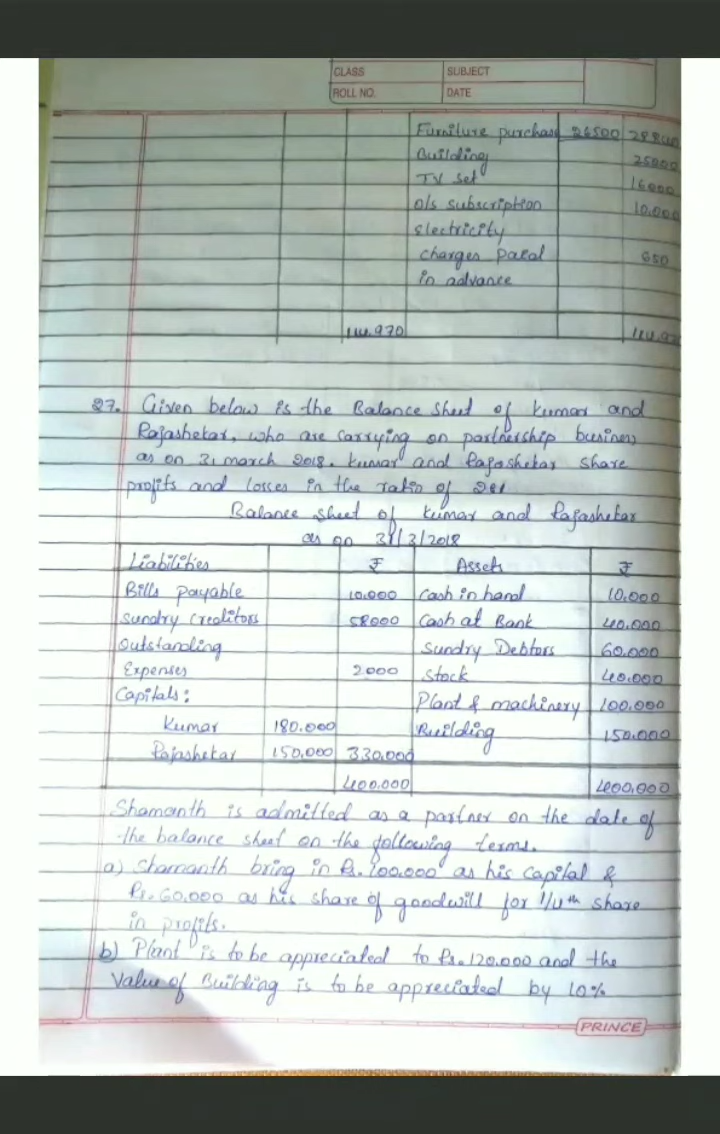 CLASS SUBJECT
ROLL NO. DATE
Furniture purchase 26500
Building 25000
TV set 16000
o/s subscription 10.000
Electricity
charges paid 650
in advance
114.970
27. Given below is the Balance sheet of Kumar and
Rajashekar, who are carrying on partnership business
as on 31 march 2018. Kumar and Rajashekar share
profits and losses in the ratio of 2:1
Balance sheet of Kumar and Rajashekar
as on 31/3/2018
Liabilities ₹ Assets ₹
Bills payable 10.000 Cash in hand 10.000
Sundry creditors 58000 Cash at Bank 40.000
Outstanding Sundry Debtors 60.000
Expenses 2000 Stock 40.000
Capitals: Plant & machinery 100.000
Kumar 180.000 Building 150.000
Rajashekar 150,000 330,000
400.000 400,000
Shamanth is admitted as a partner on the date of
the balance sheet on the following terms.
a) Shamanth bring in Rs. 100.000 as his capital &
Rs. 60,000 as his share of goodwill for 1/4th share
in profits.
b) Plant is to be appreciated to Rs. 120.000 and the
Value of Building is to be appreciated by 10%
PRINCE